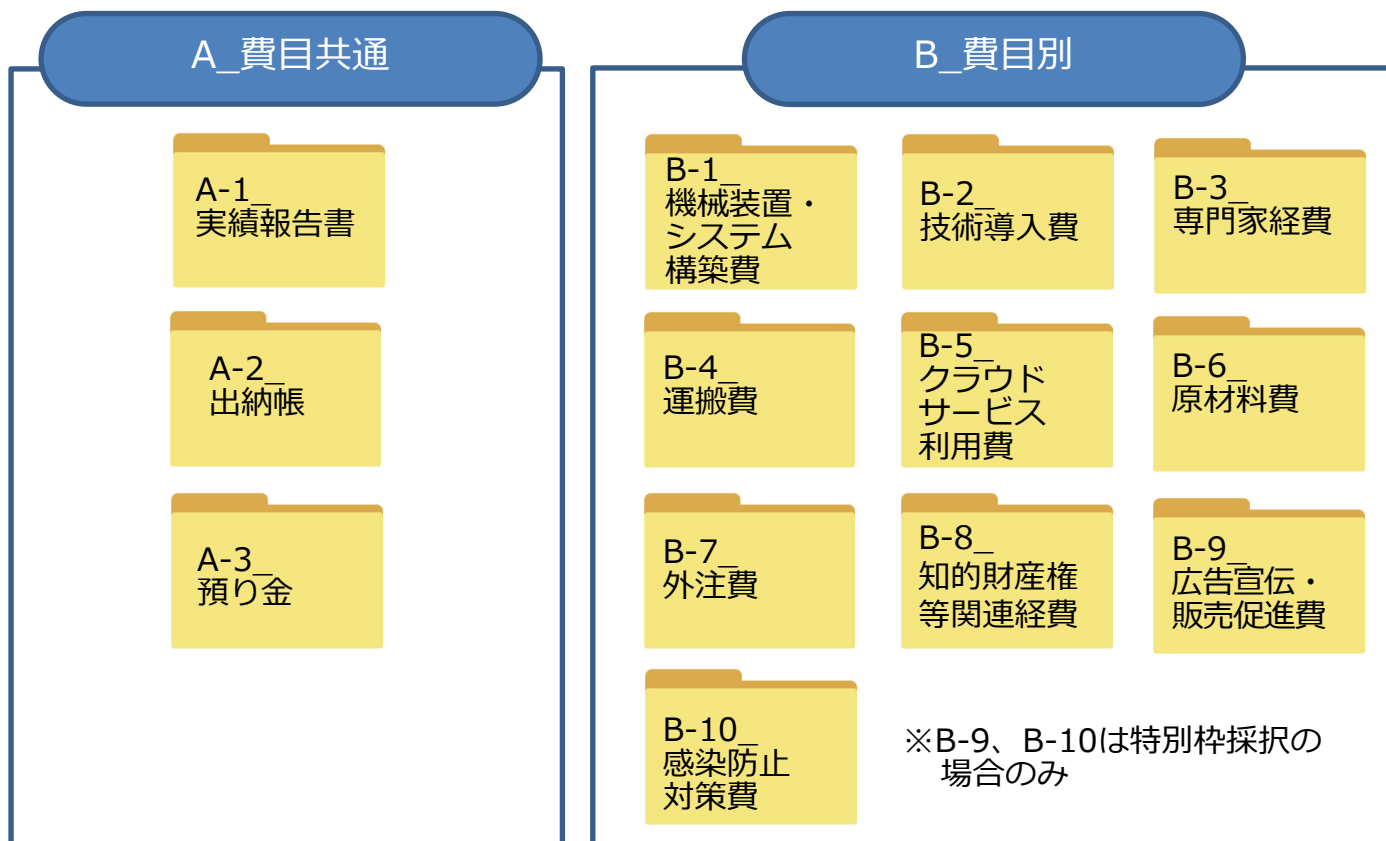 A_費目共通
A-1_
実績報告書
A-2_
出納帳
A-3_
預り金
B_費目別
B-1_
機械装置・
システム
構築費
B-2_
技術導入費
B-3_
専門家経費
B-4_
運搬費
B-5_
クラウド
サービス
利用費
B-6_
原材料費
B-7_
外注費
B-8_
知的財産権
等関連経費
B-9_
広告宣伝・
販売促進費
B-10_
感染防止
対策費
※B-9、B-10は特別枠採択の
場合のみ